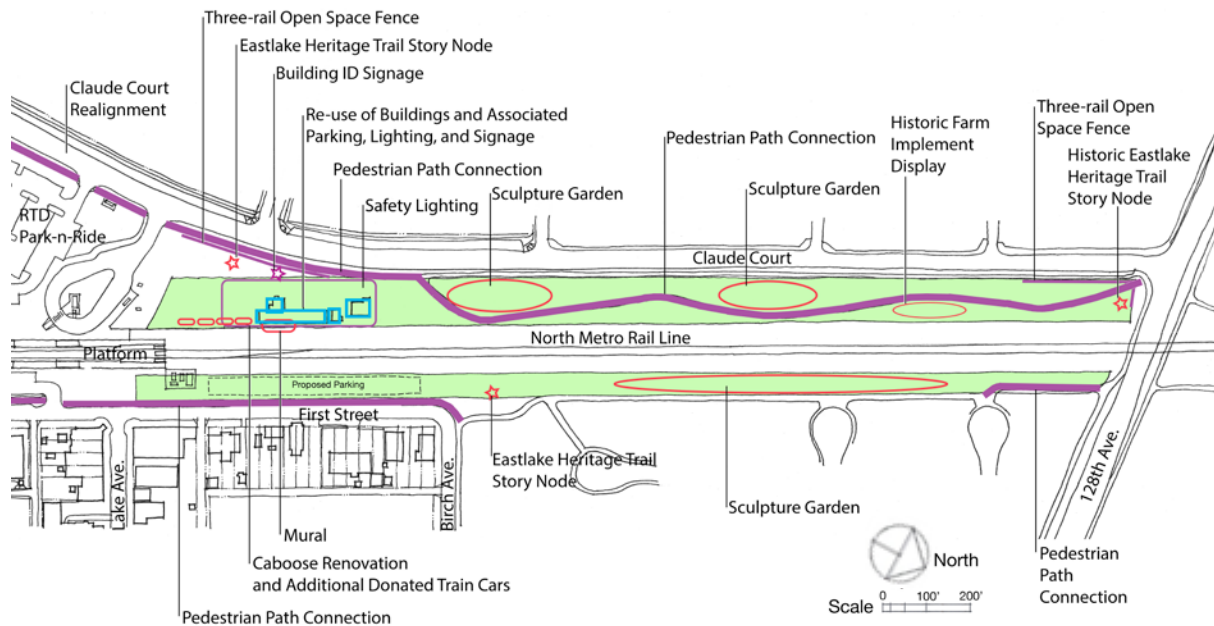 Three-rail Open Space Fence
Eastlake Heritage Trail Story Node
Building ID Signage
Claude Court
Realignment
Re-use of Buildings and Associated
Parking, Lighting, and Signage
Pedestrian Path Connection
Safety Lighting
Sculpture Garden
Pedestrian Path Connection
Sculpture Garden
Historic Farm
Implement
Display
Three-rail Open
Space Fence
Historic Eastlake
Heritage Trail
Story Node
RTD
Park-n-Ride
Claude Court
North Metro Rail Line
Platform
Proposed Parking
First Street
Lake Ave.
Birch Ave.
128th Ave.
Eastlake Heritage Trail
Story Node
Sculpture Garden
Mural
Caboose Renovation
and Additional Donated Train Cars
Pedestrian Path Connection
North
Scale 0 100' 200'
Pedestrian
Path
Connection